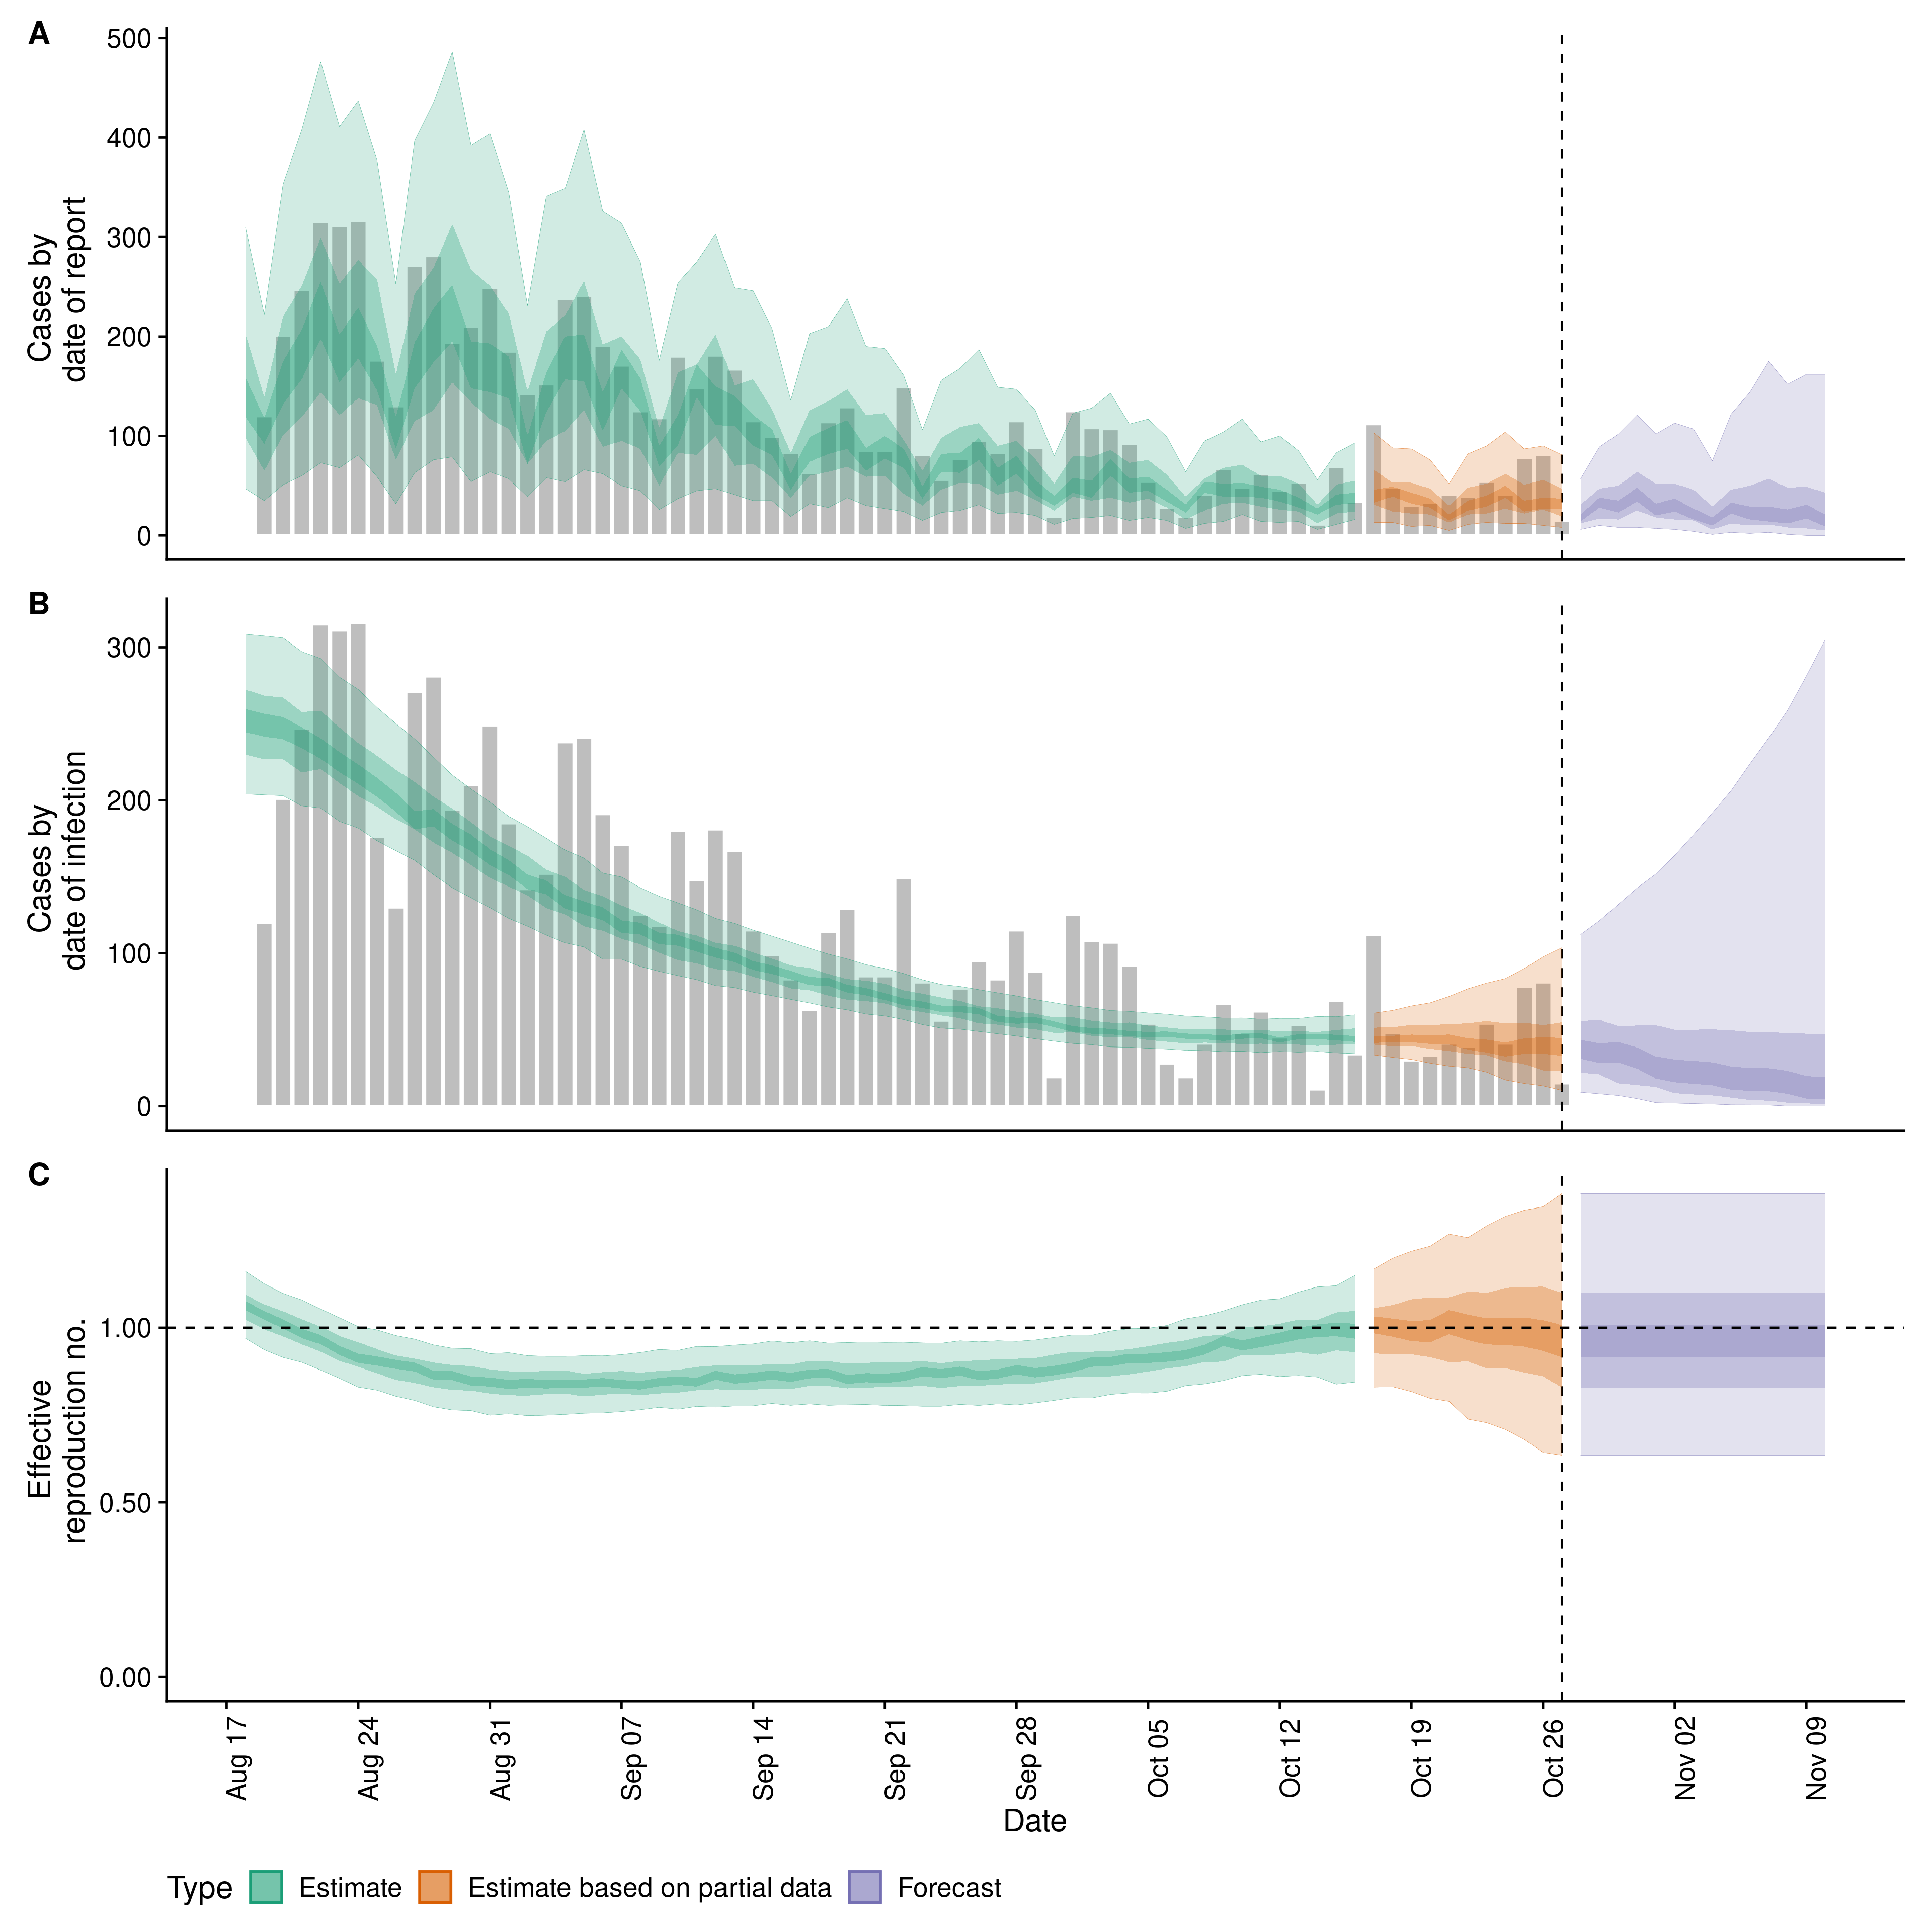 A
500
400
300
200
100
0
Cases by
date of report
B
300
200
100
0
Cases by
date of infection
C
1.00
0.50
0.00
Effective
reproduction no.
Aug 17
Aug 24
Aug 31
Sep 07
Sep 14
Sep 21
Sep 28
Oct 05
Oct 12
Oct 19
Oct 26
Nov 02
Nov 09
Date
Type Estimate Estimate based on partial data Forecast